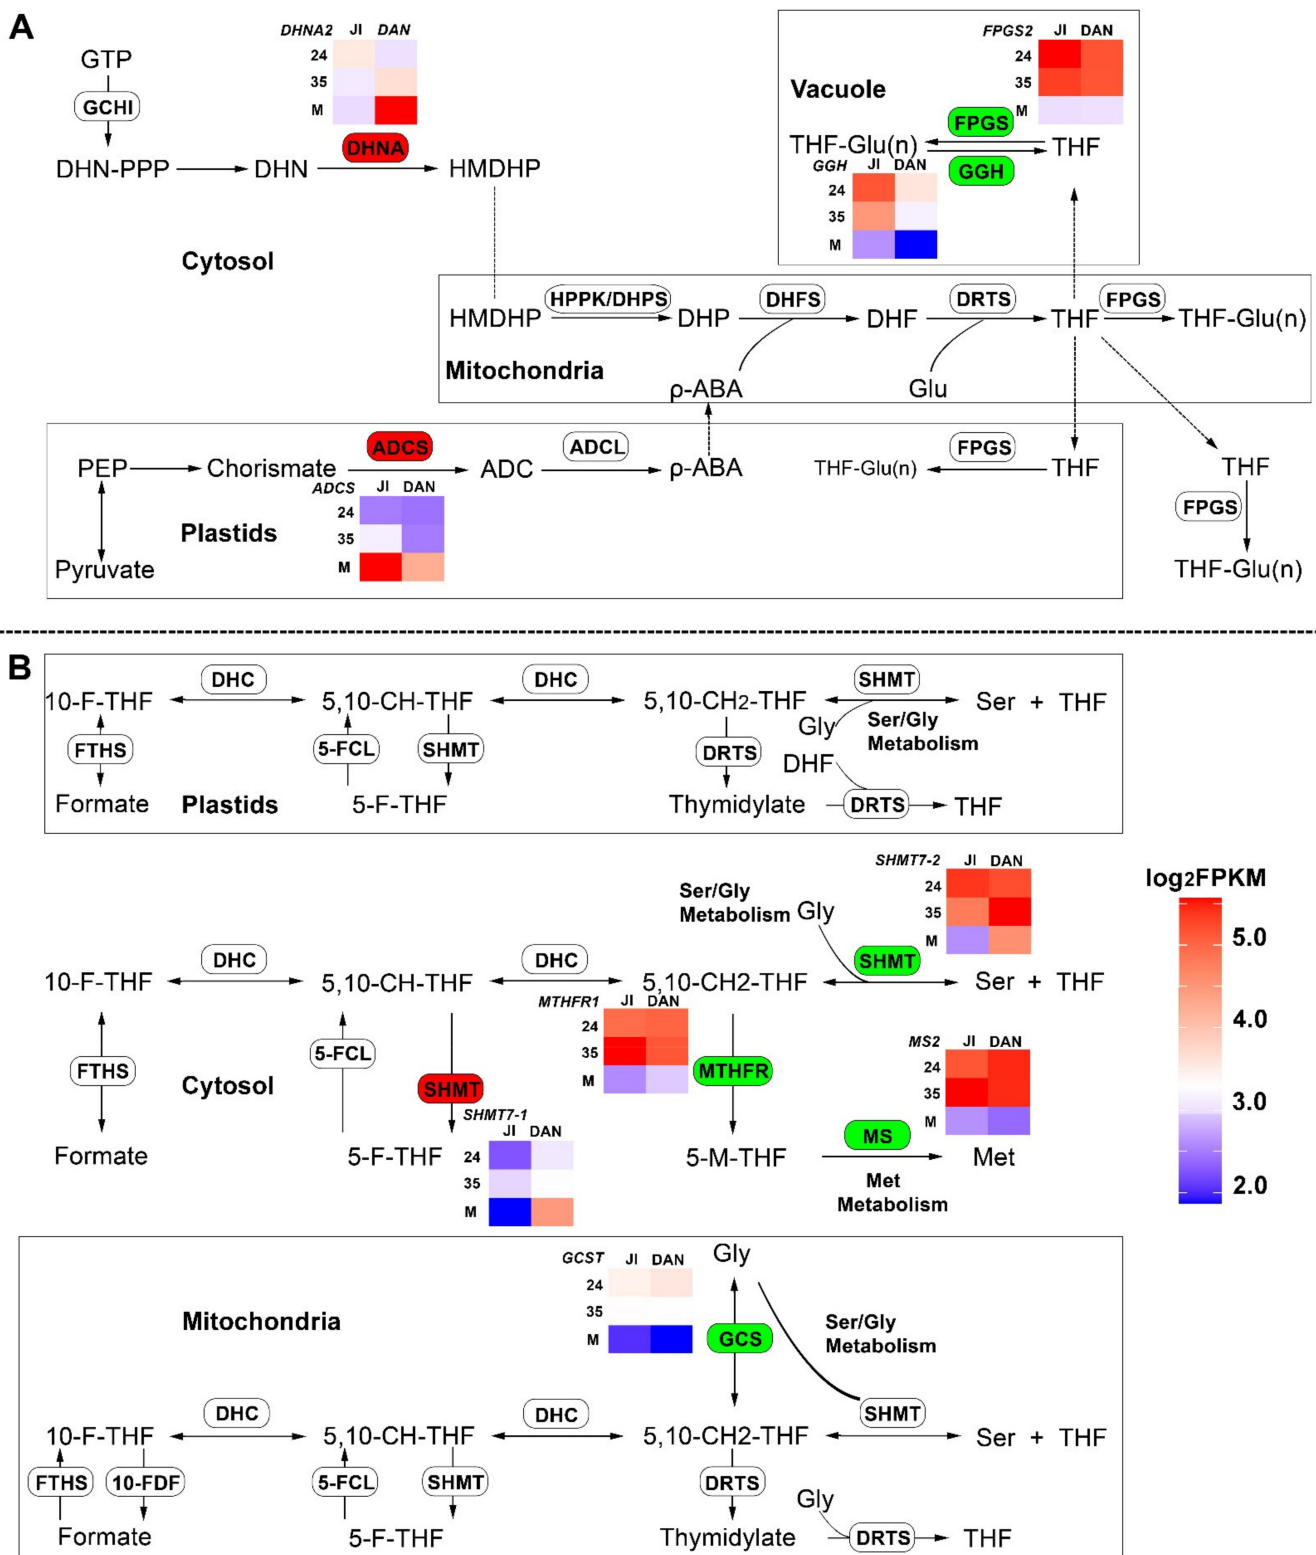 A
DHNA2 JI DAN
24
35
M
GTP
GCHI
DHN-PPP
DHN
DHNA
HMDHP
Cytosol
FPGS2 JI DAN
24
35
M
Vacuole
FPGS
THF-Glu(n)
THF
GGH
GGH JI DAN
24
35
M
HMDHP
HPPK/DHPS
DHP
DHFS
DHF
DRTS
THF
FPGS
THF-Glu(n)
Mitochondria
ρ-ABA
Glu
PEP
Chorismate
ADCS
ADC
ADCL
ρ-ABA
THF-Glu(n)
FPGS
THF
THF
FPGS
THF-Glu(n)
ADCS JI DAN
24
35
M
Plastids
Pyruvate
B
10-F-THF
DHC
5,10-CH-THF
DHC
5,10-CH2-THF
SHMT
Ser + THF
Gly
Ser/Gly
Metabolism
FTHS
5-FCL
SHMT
DRTS
DHF
Formate
Plastids
5-F-THF
Thymidylate
DRTS
THF
SHMT7-2 JI DAN
24
35
M
log2FPKM
5.0
4.0
3.0
2.0
Ser/Gly
Metabolism
Gly
SHMT
10-F-THF
DHC
5,10-CH-THF
DHC
5,10-CH2-THF
Ser + THF
MTHFR1 JI DAN
24
35
M
MS2 JI DAN
24
35
M
FTHS
Cytosol
5-FCL
SHMT
MTHFR
SHMT7-1
JI DAN
24
35
M
Formate
5-F-THF
5-M-THF
MS
Met
Met
Metabolism
GCST JI DAN
24
35
M
Gly
Mitochondria
GCS
Ser/Gly
Metabolism
10-F-THF
DHC
5,10-CH-THF
DHC
5,10-CH2-THF
SHMT
Ser + THF
FTHS
10-FDF
5-FCL
SHMT
DRTS
Gly
Formate
5-F-THF
Thymidylate
DRTS
THF